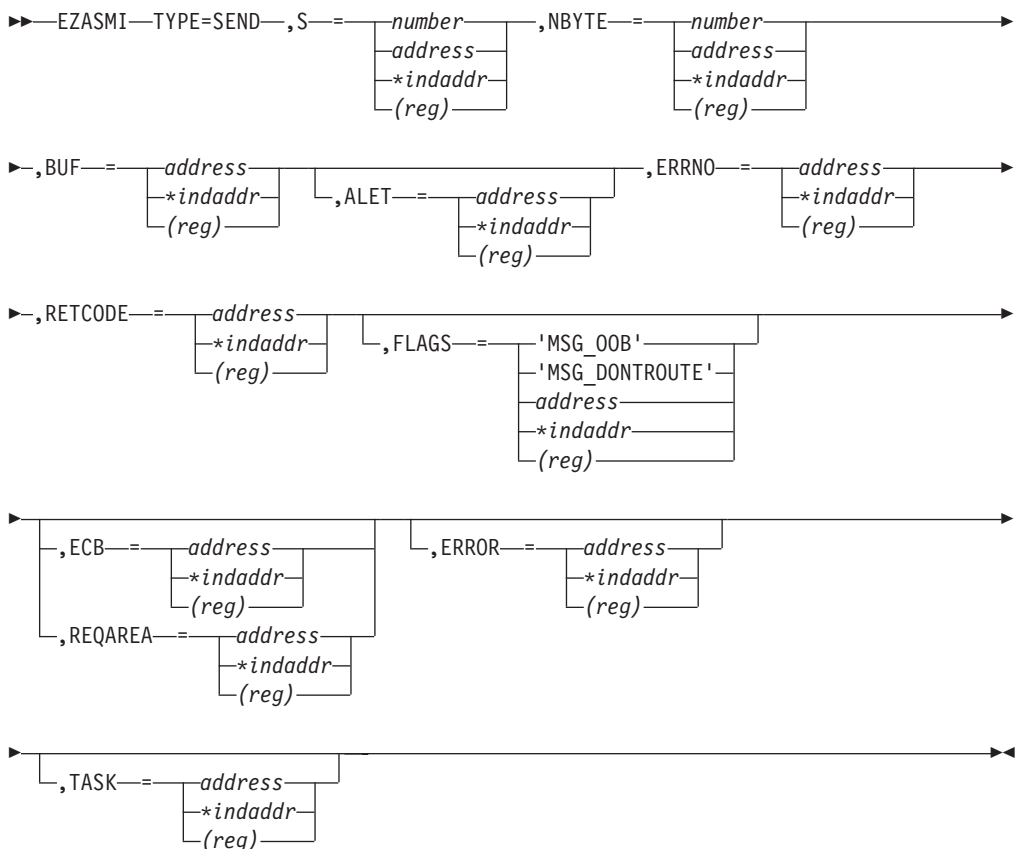 EZASMI TYPE=SEND ,S = number ,NBYTE = number
address address
*indaddr *indaddr
(reg) (reg)
,BUF = address ,ERRNO = address
*indaddr ,ALET = address *indaddr
(reg) *indaddr (reg)
(reg)
,RETCODE = address
*indaddr ,FLAGS = 'MSG_OOB'
(reg) 'MSG_DONTROUTE'
address
*indaddr
(reg)
,ECB = address ,ERROR = address
*indaddr *indaddr
(reg) (reg)
,REQAREA = address
*indaddr
(reg)
,TASK = address
*indaddr
(reg)